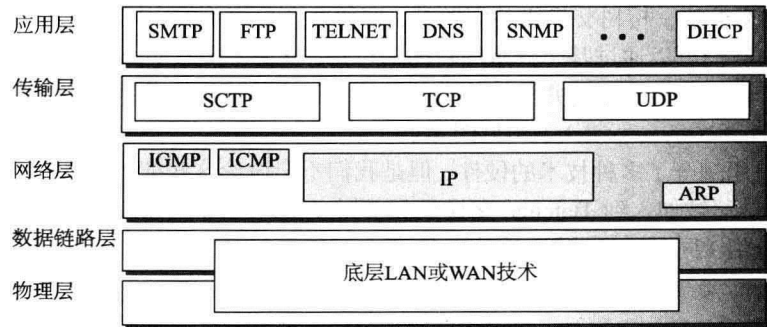 应用层 SMTP FTP TELNET DNS SNMP ... DHCP
传输层 SCTP TCP UDP
网络层 IGMP ICMP IP ARP
数据链路层
底层LAN或WAN技术
物理层